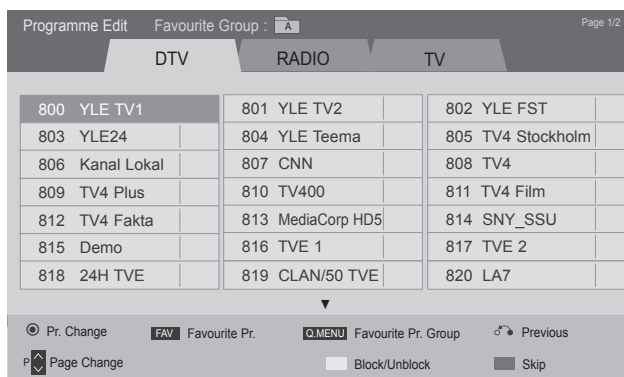 Programme Edit Favourite Group : A Page 1/2
DTV RADIO TV
800 YLE TV1 801 YLE TV2 802 YLE FST
803 YLE24 804 YLE Teema 805 TV4 Stockholm
806 Kanal Lokal 807 CNN 808 TV4
809 TV4 Plus 810 TV400 811 TV4 Film
812 TV4 Fakta 813 MediaCorp HD5 814 SNY_SSU
815 Demo 816 TVE 1 817 TVE 2
818 24H TVE 819 CLAN/50 TVE 820 LA7
Pr. Change FAV Favourite Pr. Q.MENU Favourite Pr. Group Previous
P Page Change Block/Unblock Skip